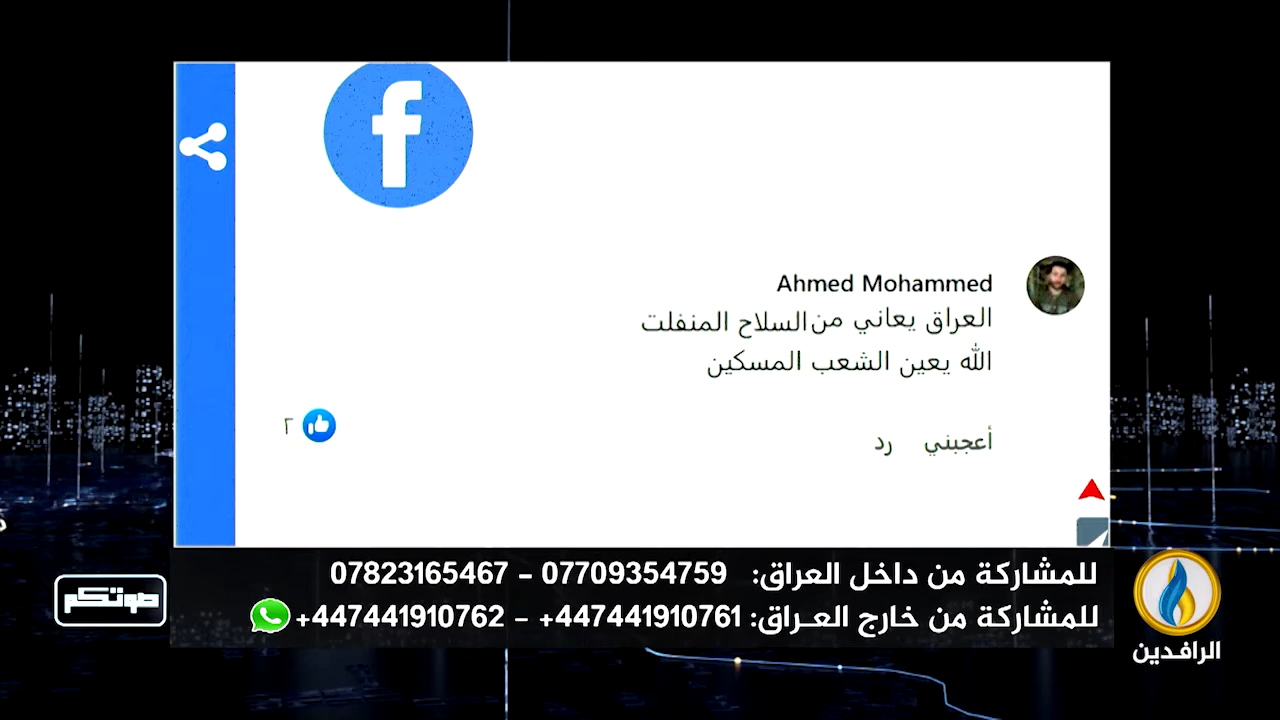 Ahmed Mohammed
العراق يعاني من السلاح المنفلت
الله يعين الشعب المسكين
أعجبني رد
٢
للمشاركة من داخل العراق: 07709354759 - 07823165467
للمشاركة من خارج العـراق: 447441910761+ - 447441910762+
صوتكم
الرافدين